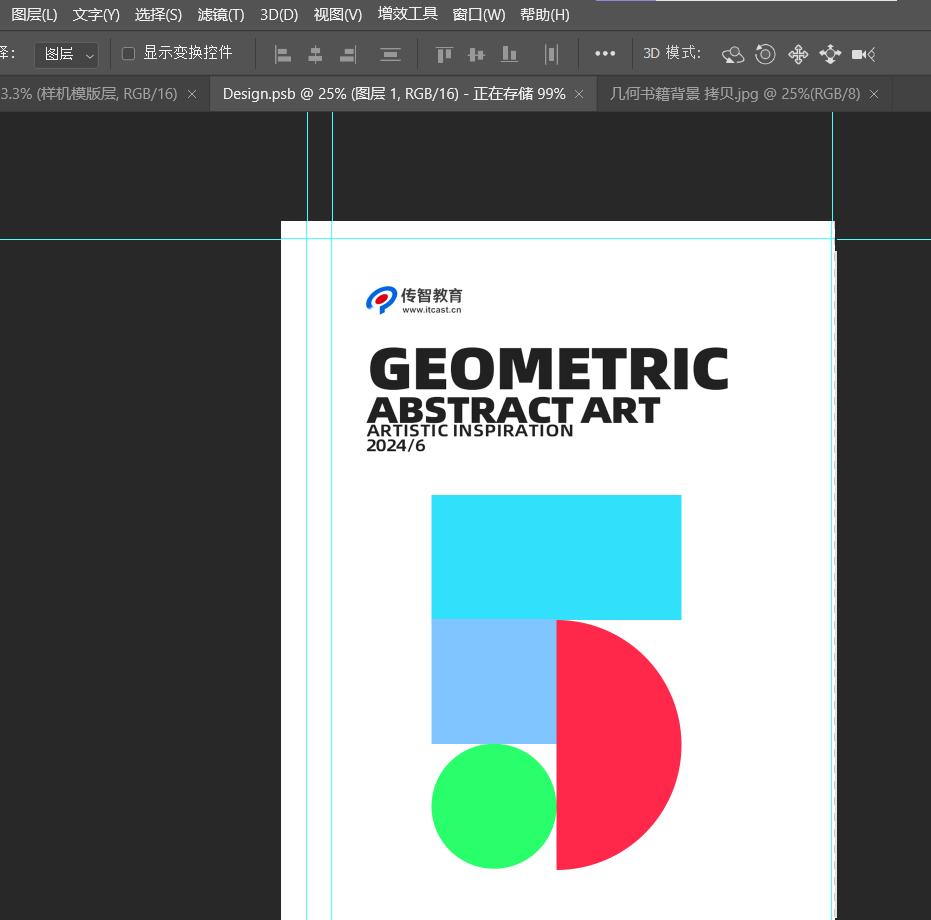 图层(L) 文字(Y) 选择(S) 滤镜(T) 3D(D) 视图(V) 增效工具 窗口(W) 帮助(H)
择: 图层 显示变换控件 3D 模式:
3.3% (样机模版层, RGB/16) × Design.psb @ 25% (图层 1, RGB/16) - 正在存储 99% × 几何书籍背景 拷贝.jpg @ 25%(RGB/8) ×
传智教育
www.itcast.cn
GEOMETRIC
ABSTRACT ART
ARTISTIC INSPIRATION
2024/6